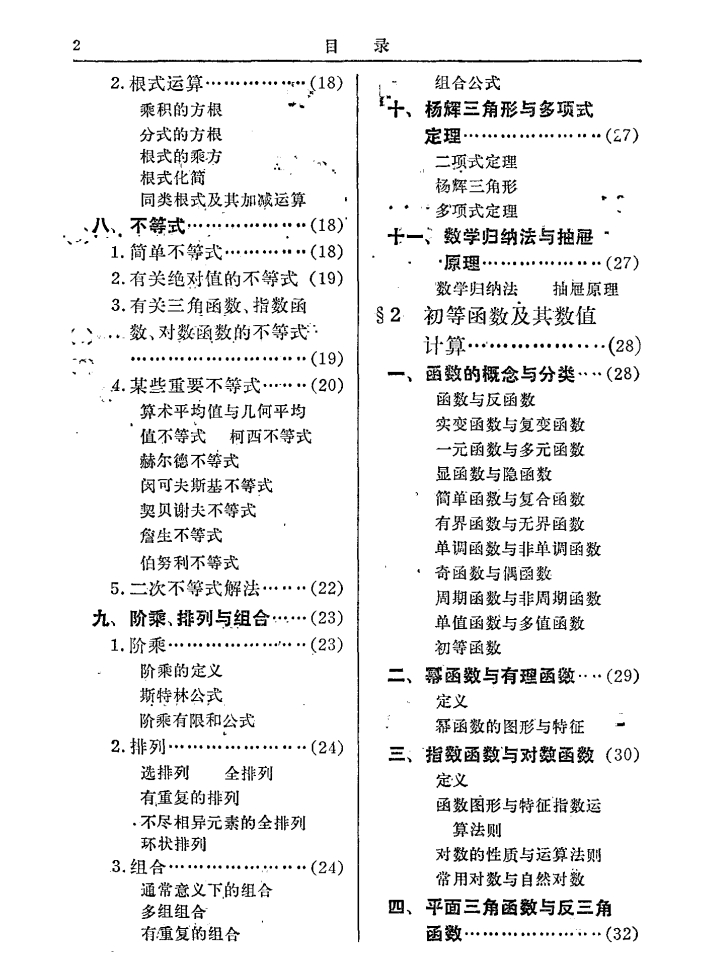 2
目 录
2.根式运算……………(18)
乘积的方根
分式的方根
根式的乘方
根式化简
同类根式及其加减运算
八、不等式………………(18)
1.简单不等式…………(18)
2.有关绝对值的不等式 (19)
3.有关三角函数、指数函
数、对数函数的不等式
………………………(19)
4.某些重要不等式……(20)
算术平均值与几何平均
值不等式 柯西不等式
赫尔德不等式
闵可夫斯基不等式
契贝谢夫不等式
詹生不等式
伯努利不等式
5.二次不等式解法……(22)
九、阶乘、排列与组合……(23)
1.阶乘…………………(23)
阶乘的定义
斯特林公式
阶乘有限和公式
2.排列…………………(24)
选排列 全排列
有重复的排列
不尽相异元素的全排列
环状排列
3.组合…………………(24)
通常意义下的组合
多组组合
有重复的组合
组合公式
十、杨辉三角形与多项式
定理…………………(27)
二项式定理
杨辉三角形
多项式定理
十一、数学归纳法与抽屉
原理………………(27)
数学归纳法 抽屉原理
§2 初等函数及其数值
计算…………………(28)
一、函数的概念与分类……(28)
函数与反函数
实变函数与复变函数
一元函数与多元函数
显函数与隐函数
简单函数与复合函数
有界函数与无界函数
单调函数与非单调函数
奇函数与偶函数
周期函数与非周期函数
单值函数与多值函数
初等函数
二、幂函数与有理函数……(29)
定义
幂函数的图形与特征
三、指数函数与对数函数 (30)
定义
函数图形与特征指数运
算法则
对数的性质与运算法则
常用对数与自然对数
四、平面三角函数与反三角
函数…………………(32)